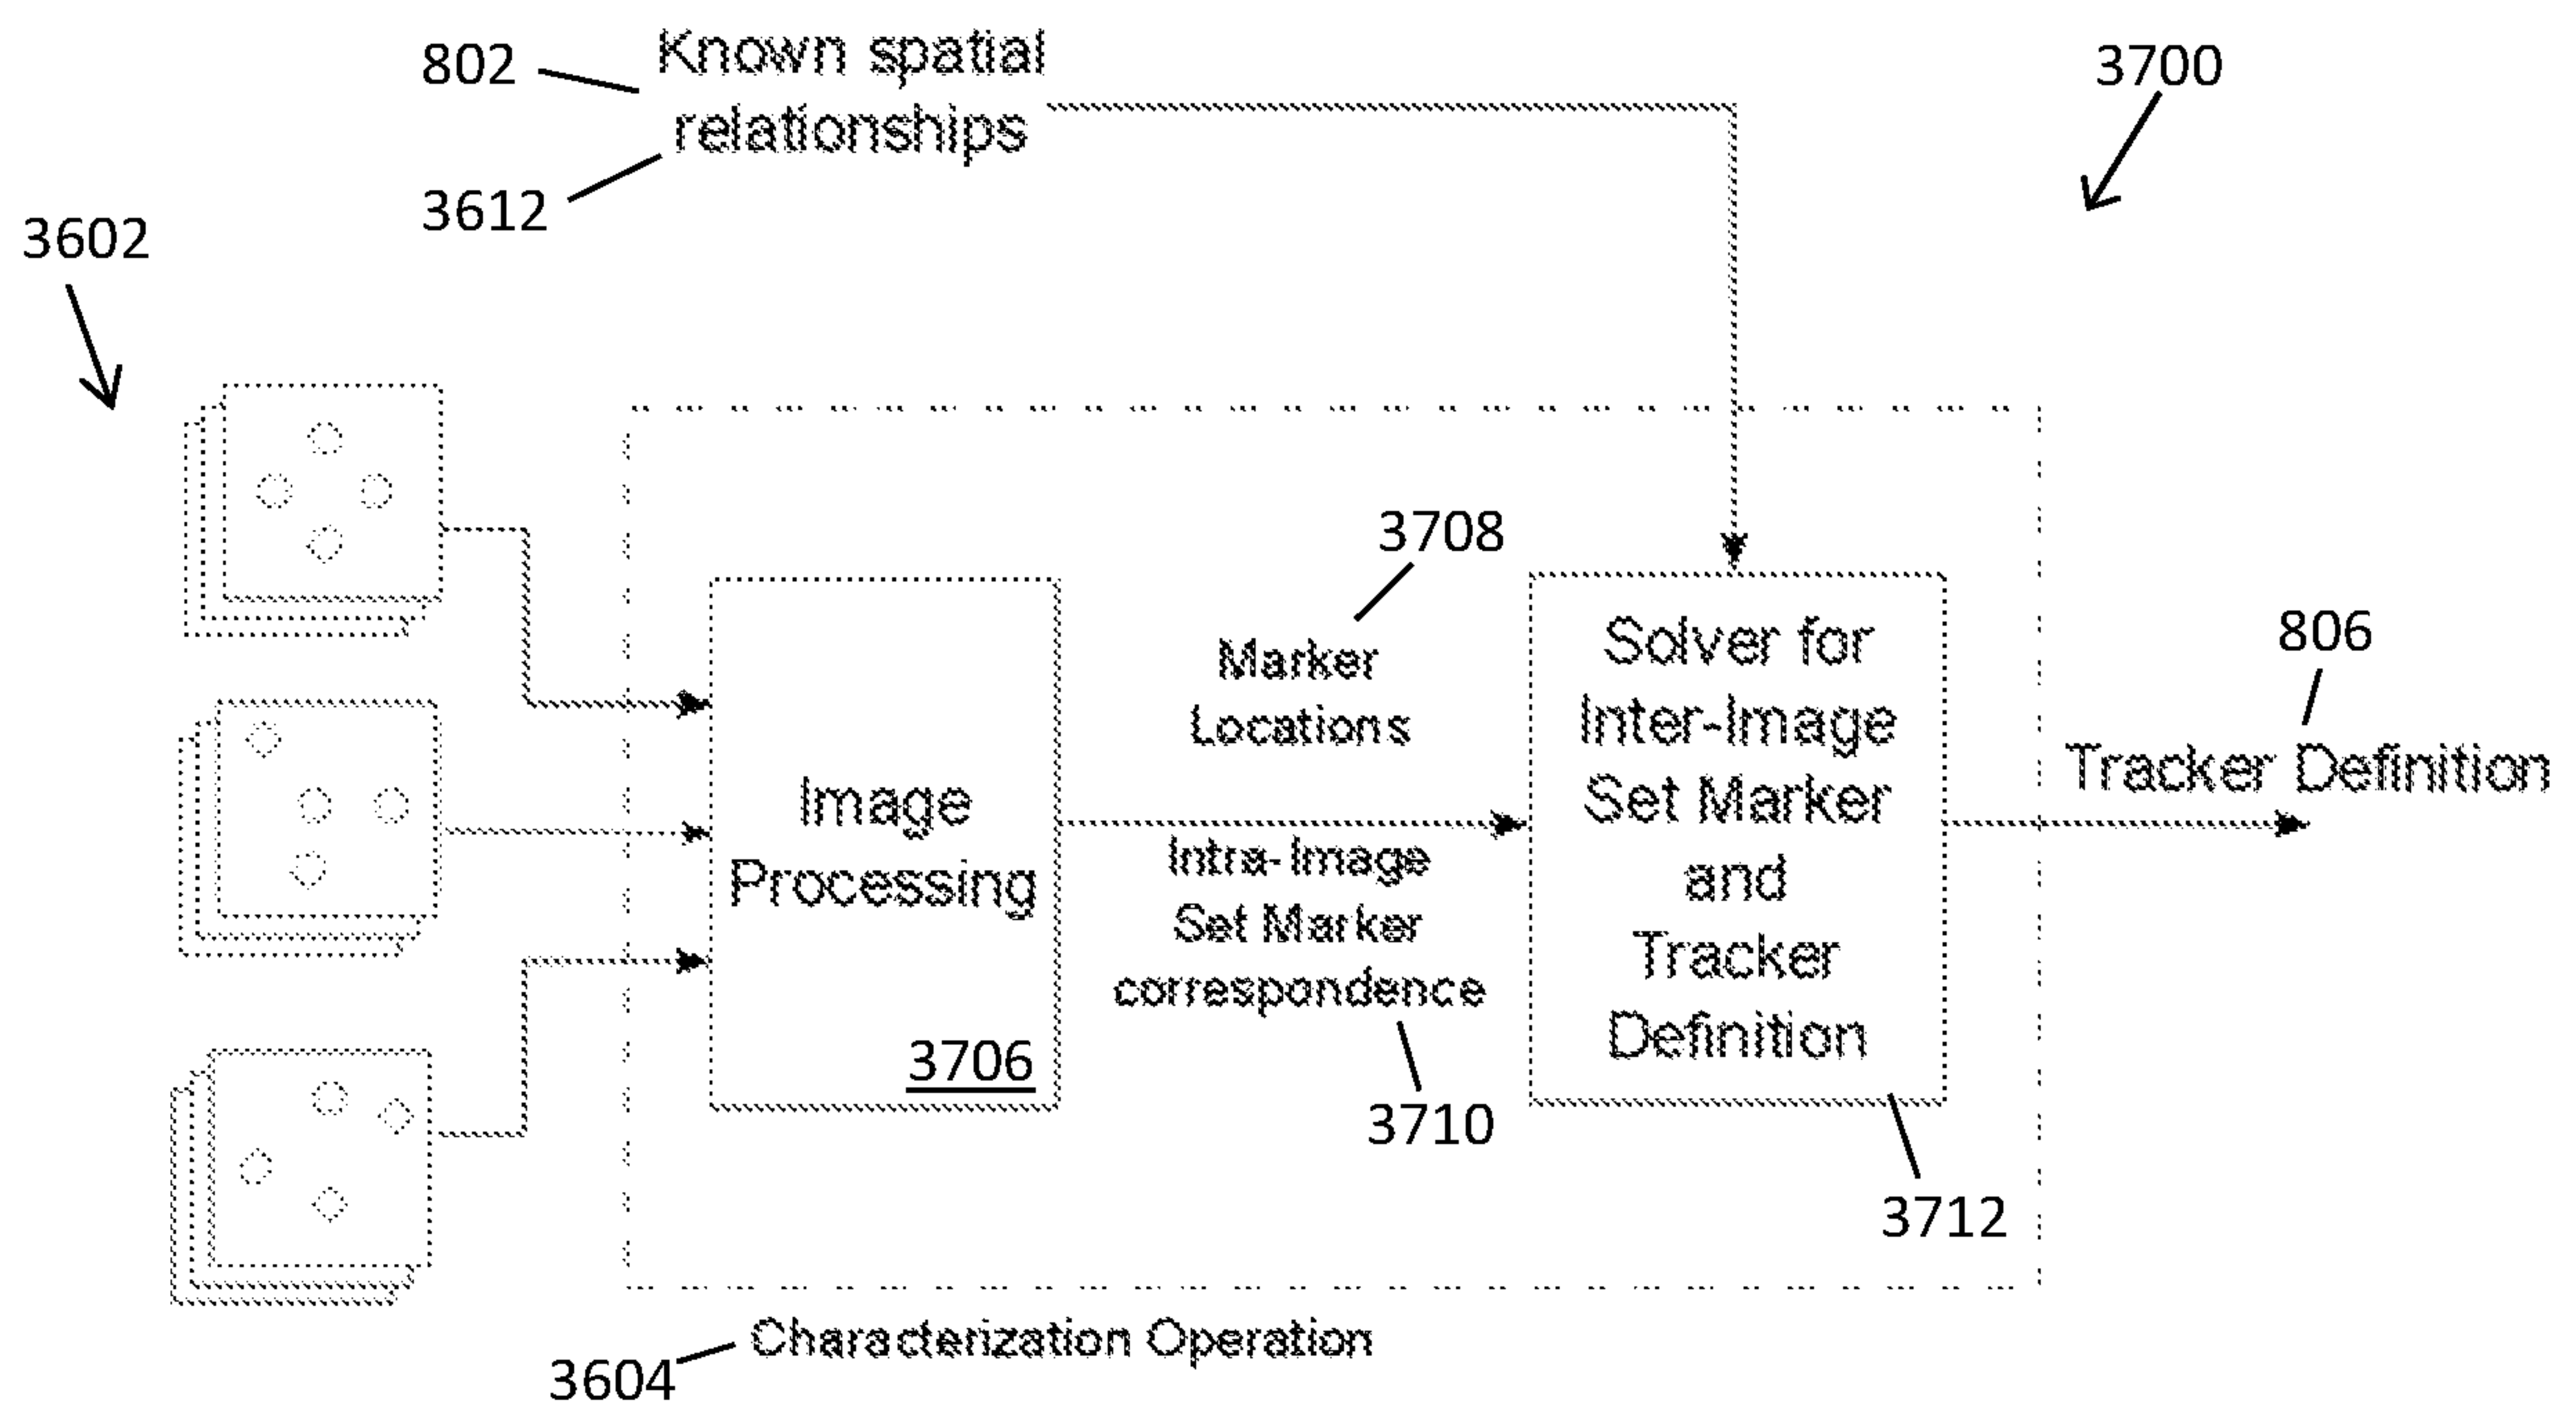 802
Known spatial
relationships
3612
3700
3602
3708
Marker
Locations
Intra-Image
Set Marker
correspondence
3710
Image
Processing
3706
Solver for
Inter-Image
Set Marker
and
Tracker
Definition
3712
806
Tracker Definition
Characterization Operation
3604